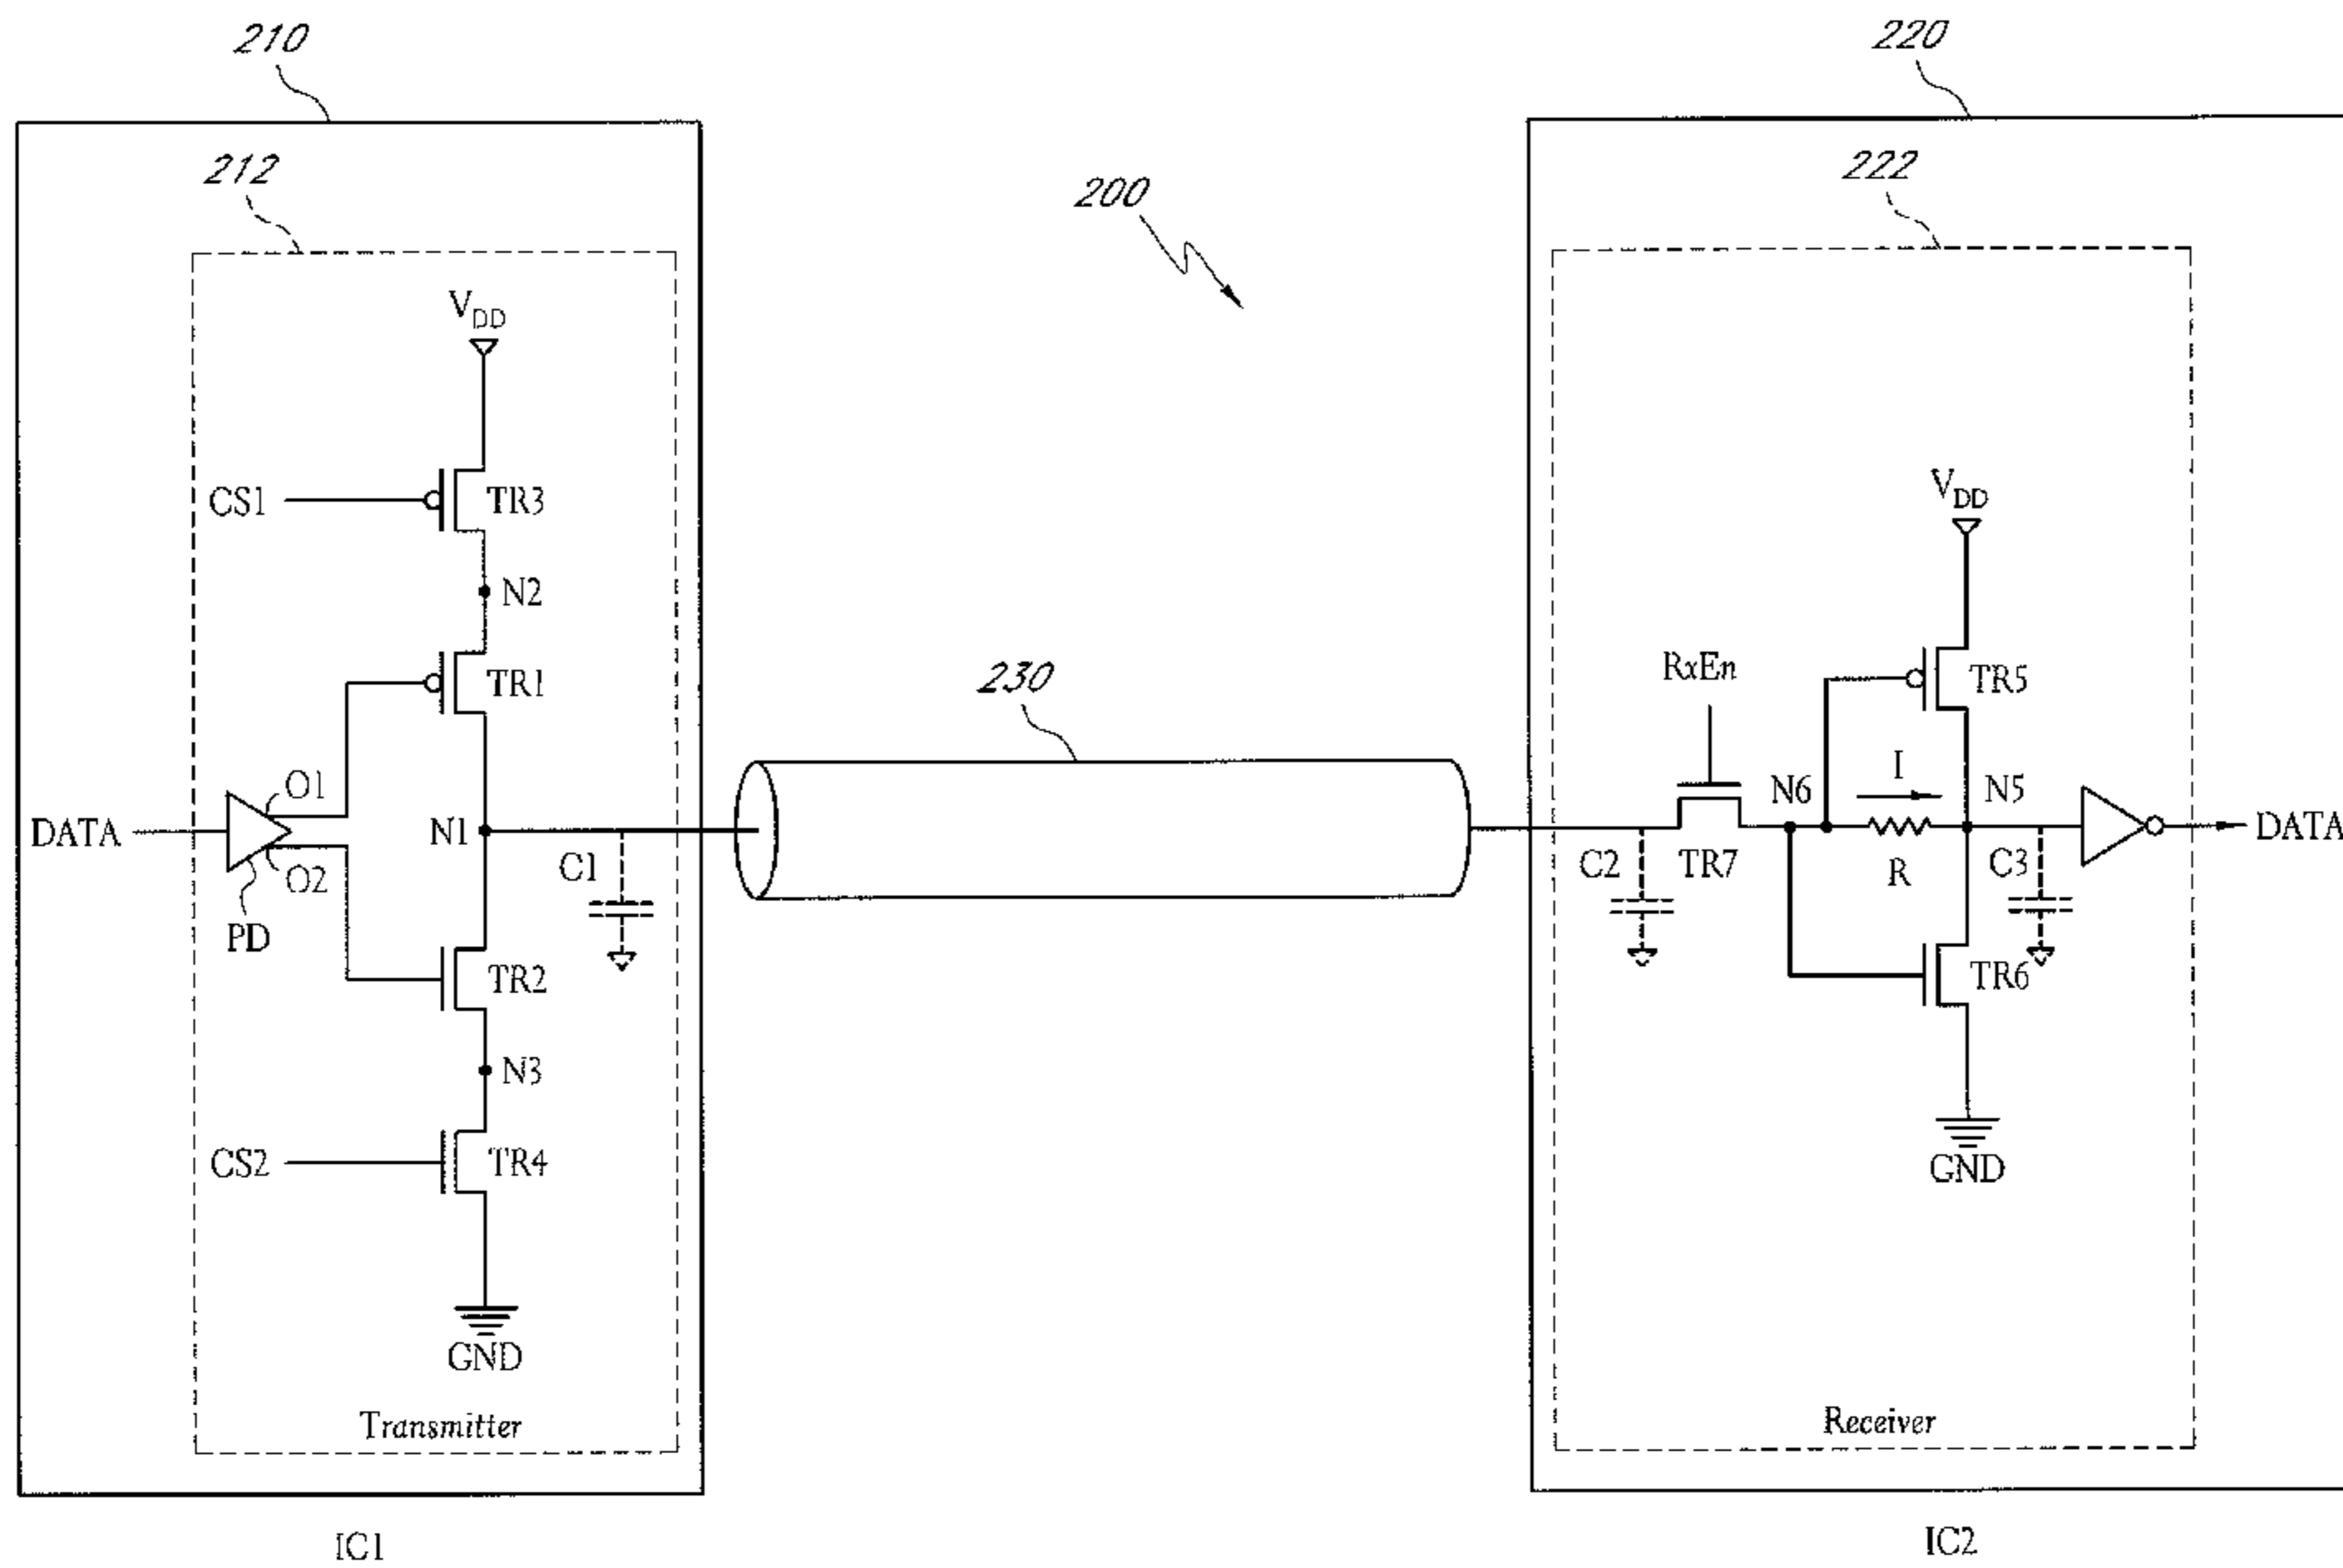 210
220
212
222
200
VDD
CS1
TR3
N2
TR1
O1
DATA
O2
PD
N1
C1
TR2
N3
CS2
TR4
GND
Transmitter
IC1
230
VDD
RxEn
TR5
N6
I
N5
DATA
C2
TR7
R
C3
TR6
GND
Receiver
IC2